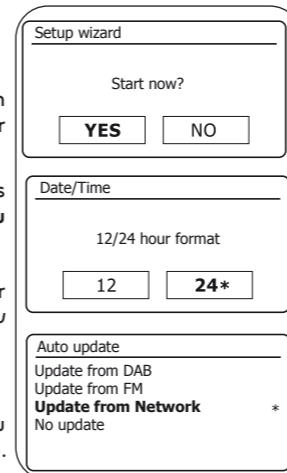 Setup wizard
Start now?
YES NO
Date/Time
12/24 hour format
12 24*
Auto update
Update from DAB
Update from FM
Update from Network *
No update